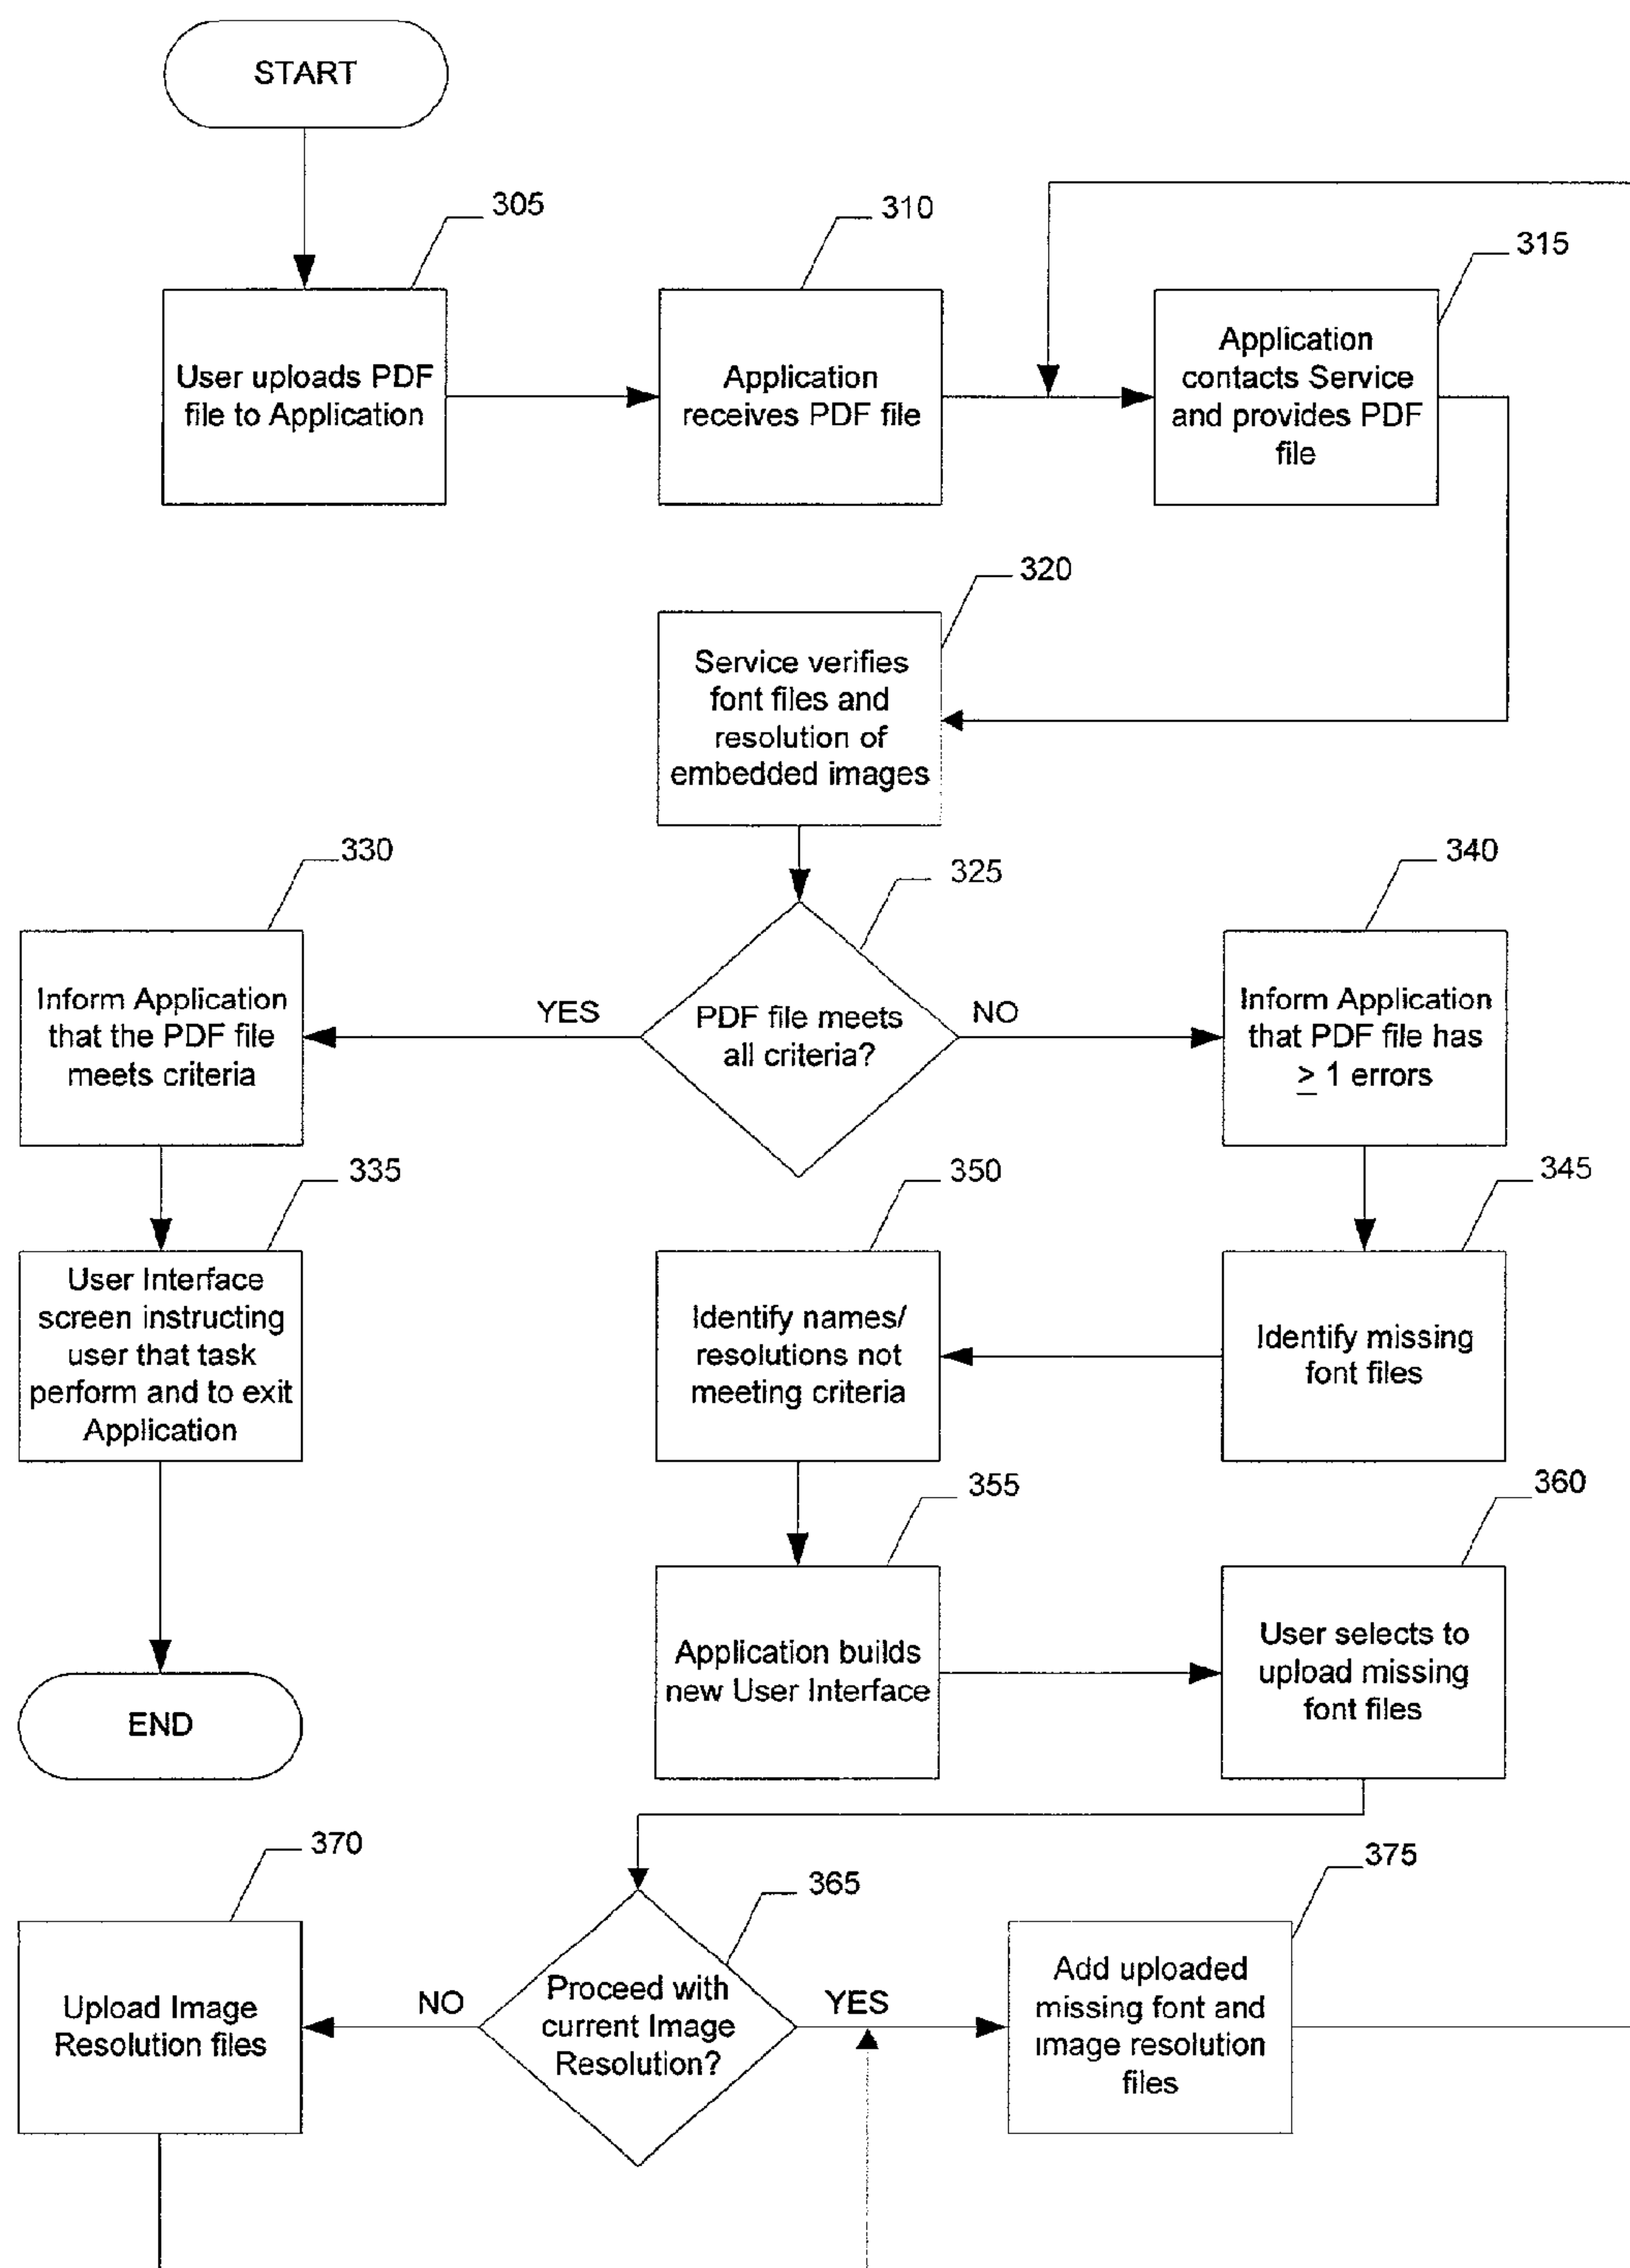 START
305
310
315
User uploads PDF
file to Application
Application
receives PDF file
Application
contacts Service
and provides PDF
file
320
Service verifies
font files and
resolution of
embedded images
330
325
340
Inform Application
that the PDF file
meets criteria
YES
PDF file meets
all criteria?
NO
Inform Application
that PDF file has
≥ 1 errors
335
350
345
User Interface
screen instructing
user that task
perform and to exit
Application
Identify names/
resolutions not
meeting criteria
Identify missing
font files
355
360
END
Application builds
new User Interface
User selects to
upload missing
font files
370
365
375
Upload Image
Resolution files
NO
Proceed with
current Image
Resolution?
YES
Add uploaded
missing font and
image resolution
files